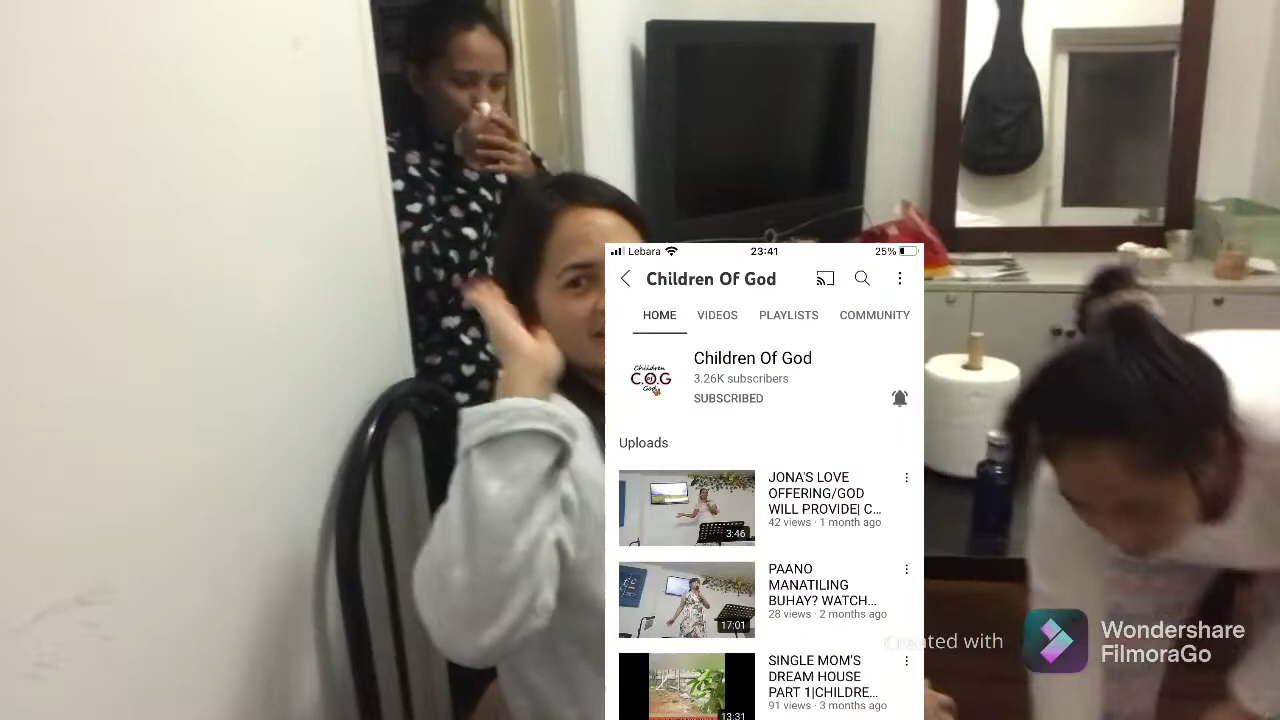 Lebara 23:41 25%
Children Of God
HOME VIDEOS PLAYLISTS COMMUNITY
Children Of God
3.26K subscribers
SUBSCRIBED
Children
C.O.G
God
Uploads
JONA'S LOVE
OFFERING/GOD
WILL PROVIDE| C...
42 views · 1 month ago
3:46
PAANO
MANATILING
BUHAY? WATCH...
28 views · 2 months ago
17:01
SINGLE MOM'S
DREAM HOUSE
PART 1|CHILDRE...
91 views · 3 months ago
13:31
Created with
Wondershare
FilmoraGo